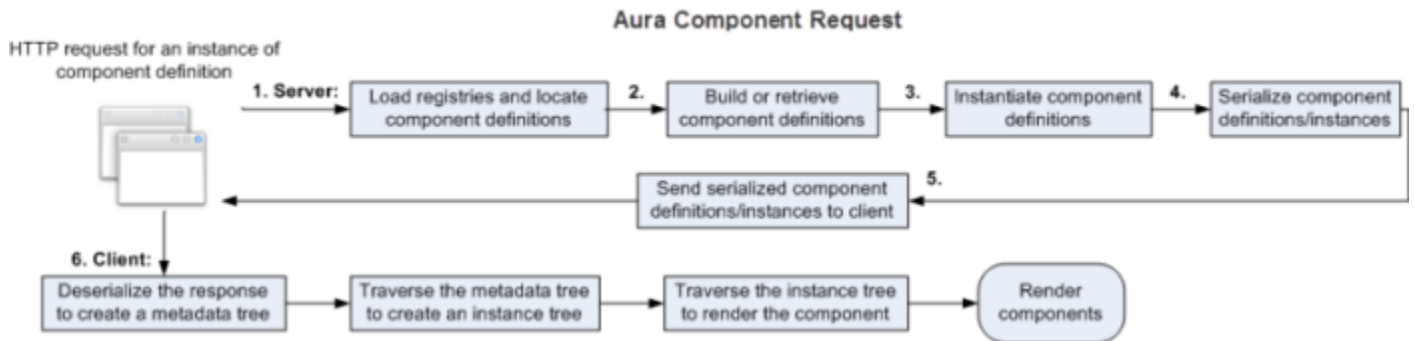 Aura Component Request
HTTP request for an instance of
component definition
1. Server:
Load registries and locate
component definitions
2.
Build or retrieve
component definitions
3.
Instantiate component
definitions
4.
Serialize component
definitions/instances
5.
Send serialized component
definitions/instances to client
6. Client:
Deserialize the response
to create a metadata tree
Traverse the metadata tree
to create an instance tree
Traverse the instance tree
to render the component
Render
components